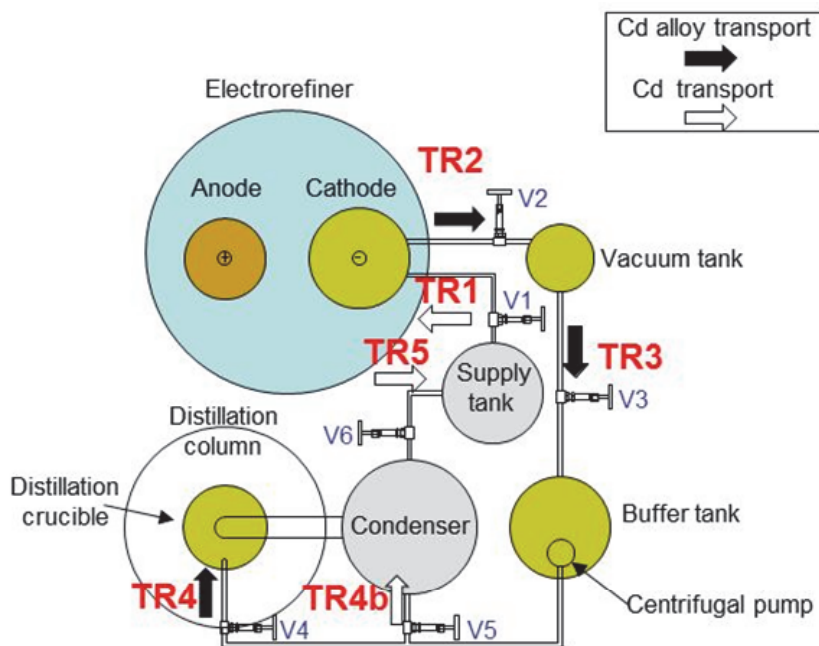 Cd alloy transport
Cd transport
Electrorefiner
TR2
Anode
Cathode
V2
+
-
Vacuum tank
TR1
V1
TR5
TR3
Supply
tank
V3
Distillation
column
V6
Distillation
crucible
Condenser
Buffer tank
TR4
TR4b
Centrifugal pump
V4
V5